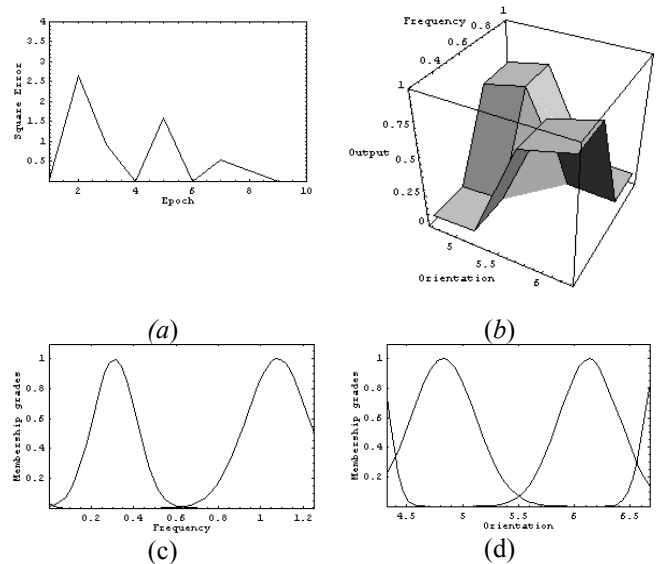 4
3.5
3
2.5
2
1.5
1
0.5
Square Error
2 4 6 8 10
Epoch
Frequency
1
0.8
0.6
0.4
1
0.75
Output
0.5
0.25
0
5
5.5
6
Orientation
(a) (b)
1
0.8
0.6
0.4
0.2
Membership grades
0.2 0.4 0.6 0.8 1 1.2
Frequency
1
0.8
0.6
0.4
0.2
Membership grades
4.5 5 5.5 6 6.5
Orientation
(c) (d)